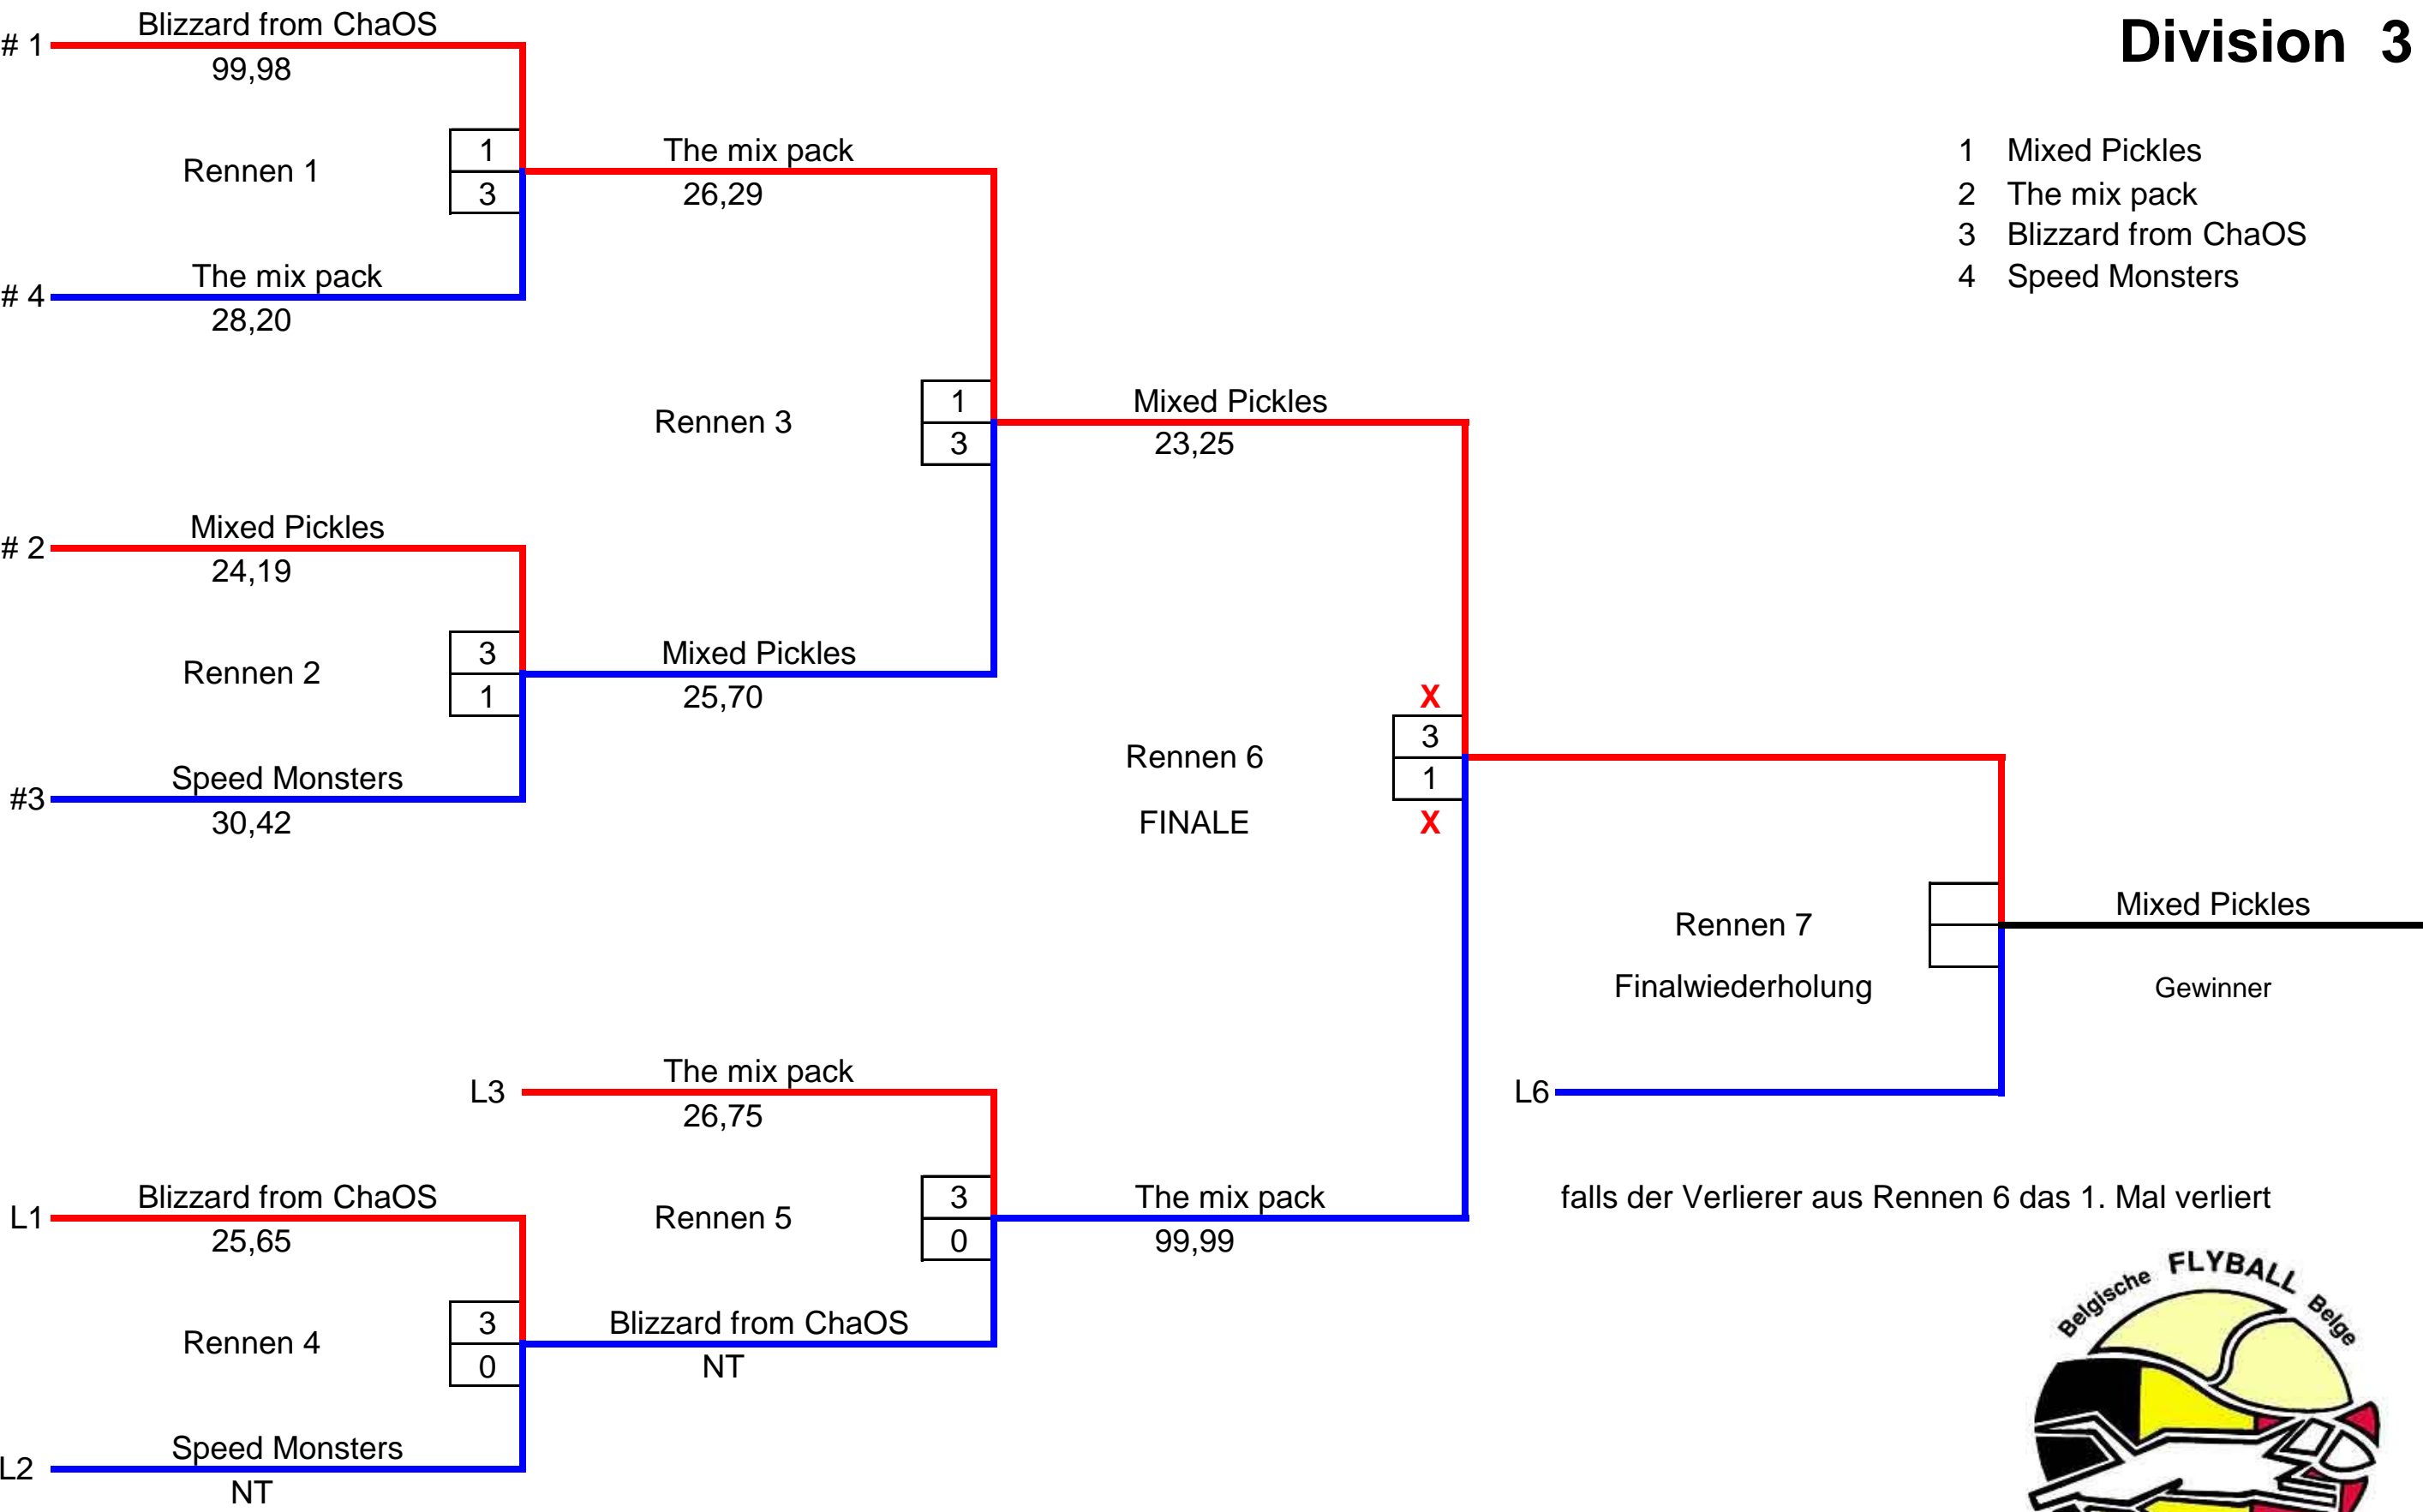 Division 3
1 Mixed Pickles
2 The mix pack
3 Blizzard from ChaOS
4 Speed Monsters
# 1
Blizzard from ChaOS
99,98
Rennen 1
1
3
# 4
The mix pack
28,20
The mix pack
26,29
Rennen 3
1
3
# 2
Mixed Pickles
24,19
Rennen 2
3
1
#3
Speed Monsters
30,42
Mixed Pickles
25,70
Mixed Pickles
23,25
Rennen 6
FINALE
X
3
1
X
Rennen 7
Finalwiederholung
Mixed Pickles
Gewinner
L6
falls der Verlierer aus Rennen 6 das 1. Mal verliert
L3
The mix pack
26,75
Rennen 5
3
0
The mix pack
99,99
L1
Blizzard from ChaOS
25,65
Rennen 4
3
0
Blizzard from ChaOS
NT
L2
Speed Monsters
NT
Belgische FLYBALL Belge